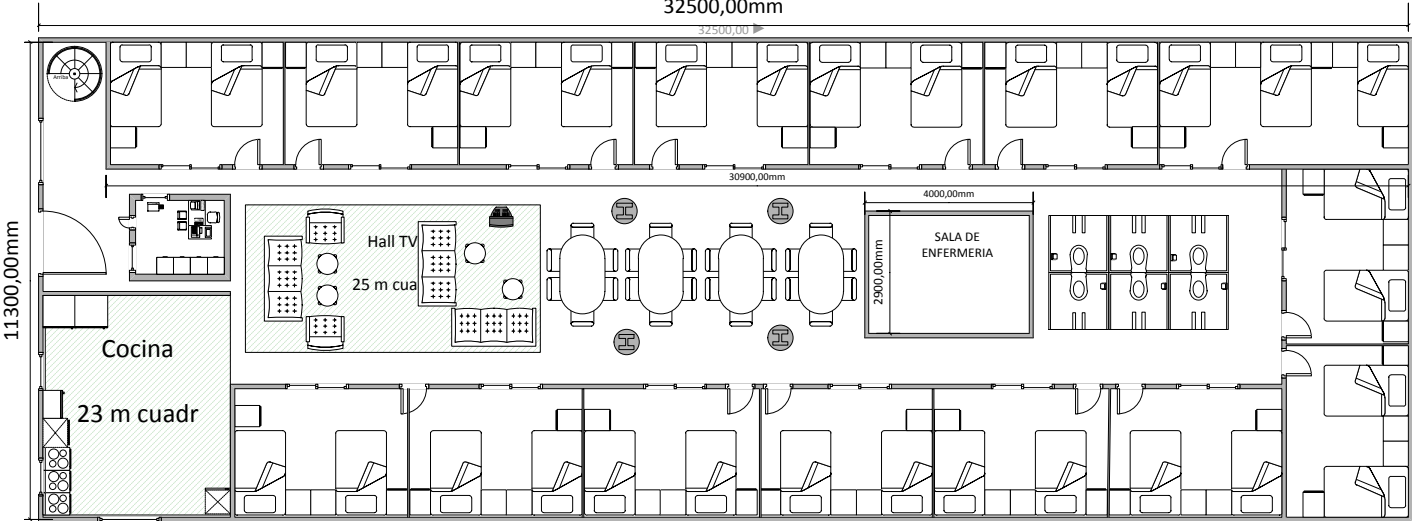 32500,00mm
32500,00
Arriba
30900,00mm
4000,00mm
11300,00mm
2900,00mm
SALA DE
ENFERMERIA
Hall TV
25 m cua
Cocina
23 m cuadr